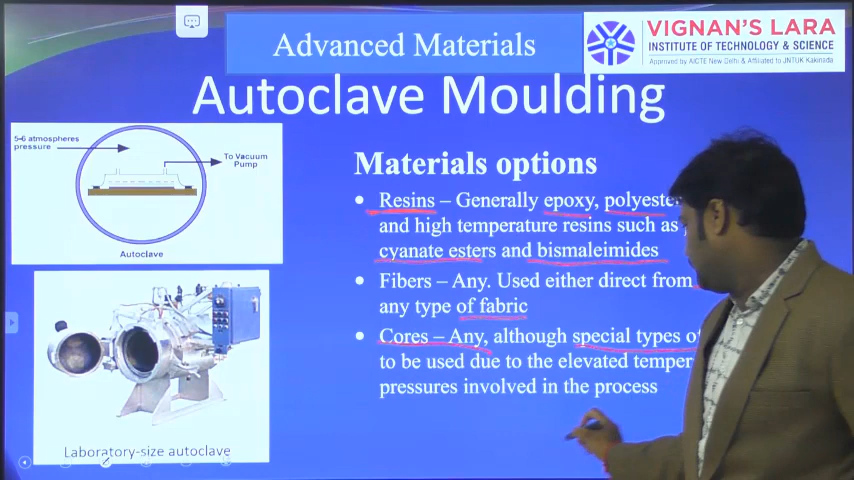 Advanced Materials
VIGNAN'S LARA
INSTITUTE OF TECHNOLOGY & SCIENCE
Approved by AICTE New Delhi & Affiliated to JNTUK Kakinada
Autoclave Moulding
5-6 atmospheres
pressure
To Vacuum
Pump
Autoclave
Laboratory-size autoclave
Materials options
• Resins – Generally epoxy, polyeste
and high temperature resins such as
cyanate esters and bismaleimides
• Fibers – Any. Used either direct from
any type of fabric
• Cores – Any, although special types of
to be used due to the elevated temper
pressures involved in the process